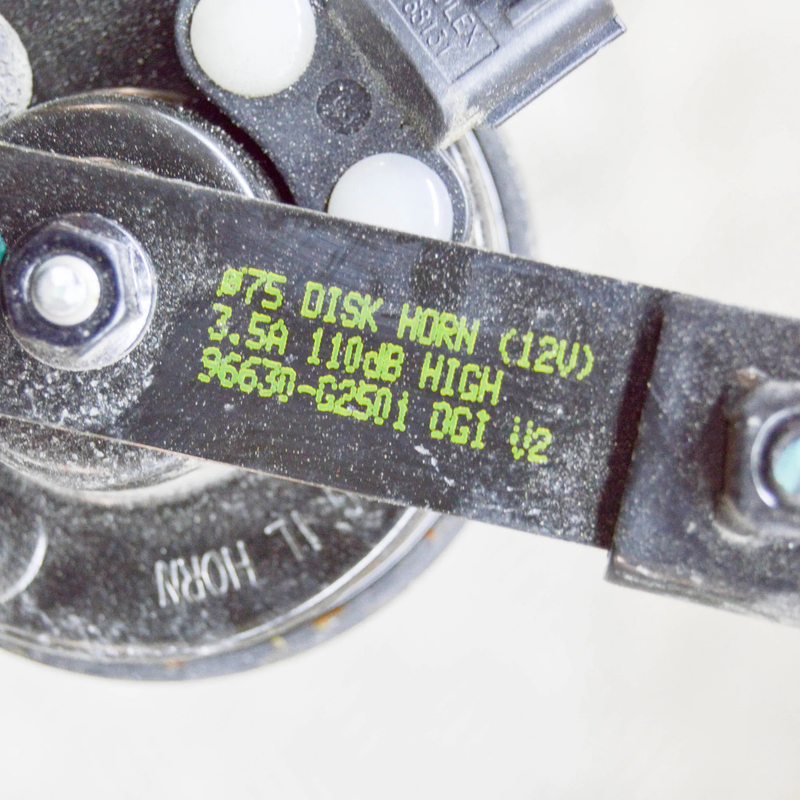 ø75 DISK HORN (12V)
3.5A 110dB HIGH
96630-G2501 DGI V2
HORN